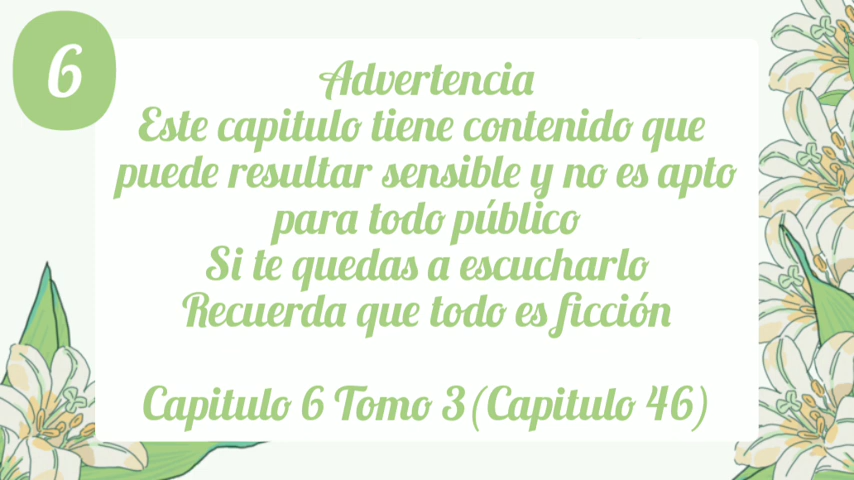 6
Advertencia
Este capitulo tiene contenido que
puede resultar sensible y no es apto
para todo público
Si te quedas a escucharlo
Recuerda que todo es ficción
Capitulo 6 Tomo 3(Capitulo 46)